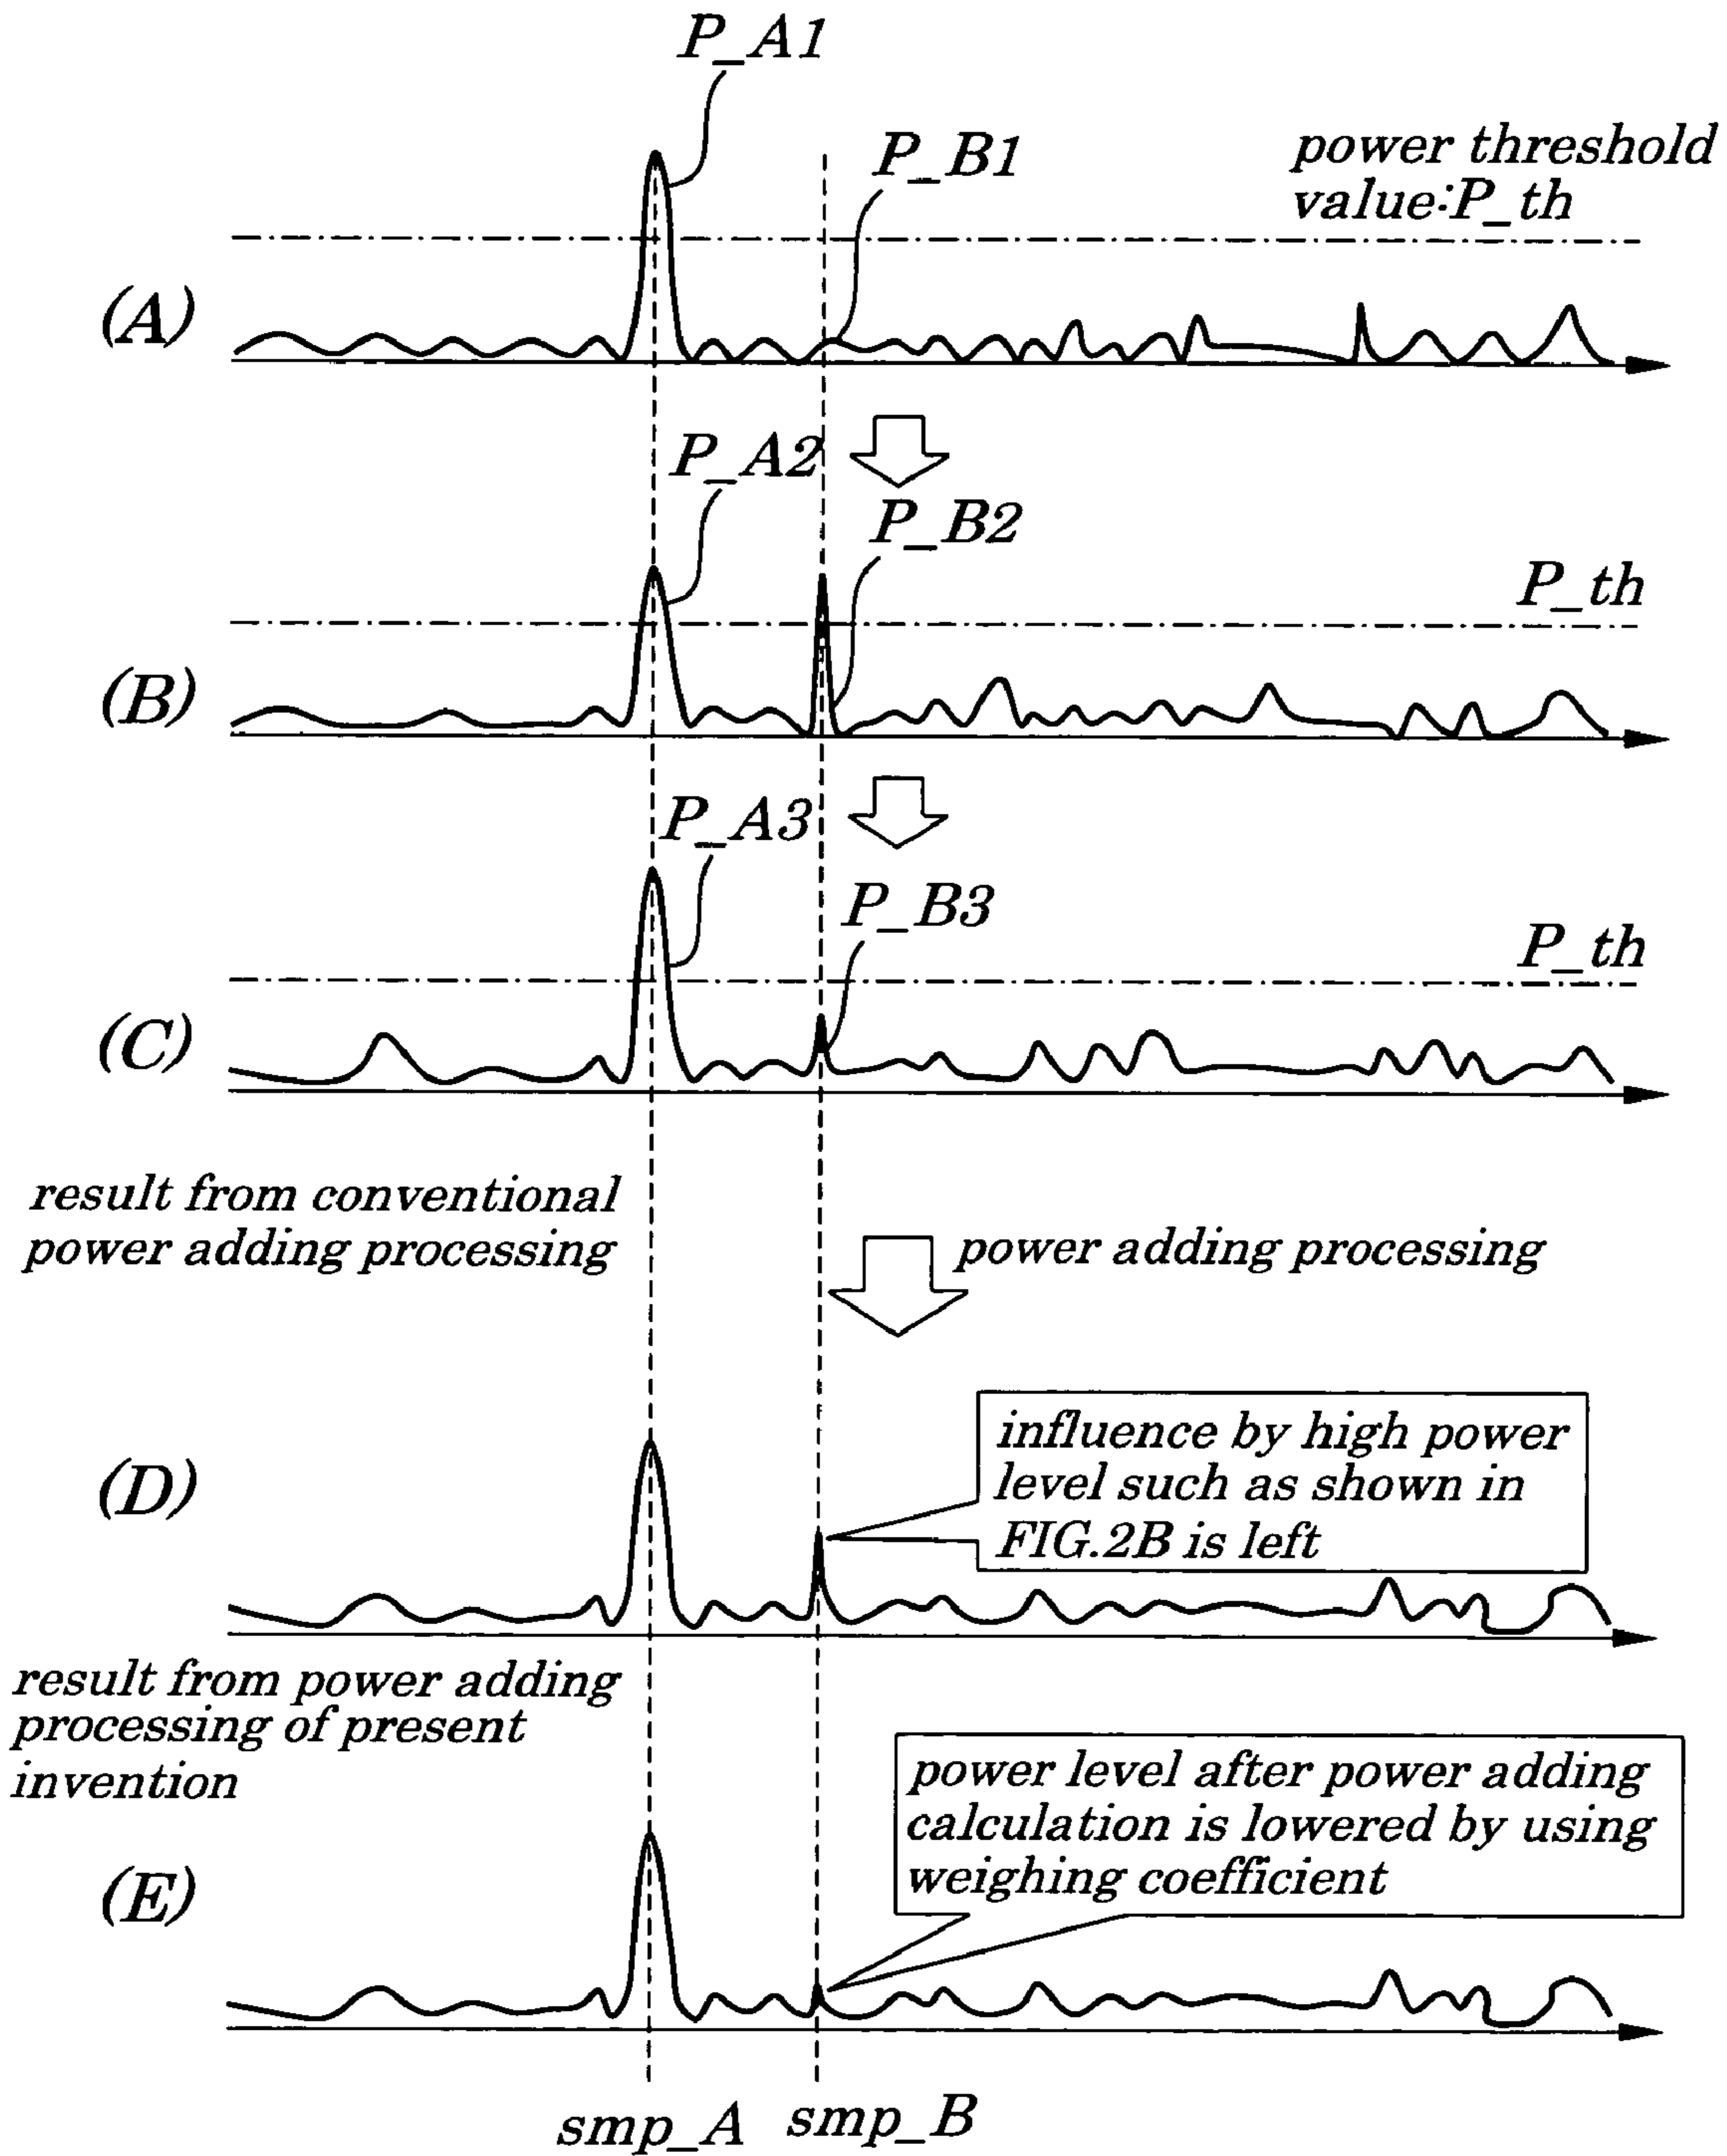 P_A1
P_B1
power threshold
value:P_th
(A)
P_A2
P_B2
P_th
(B)
P_A3
P_B3
P_th
(C)
result from conventional
power adding processing
power adding processing
influence by high power
level such as shown in
FIG.2B is left
(D)
result from power adding
processing of present
invention
power level after power adding
calculation is lowered by using
weighing coefficient
(E)
smp_A
smp_B